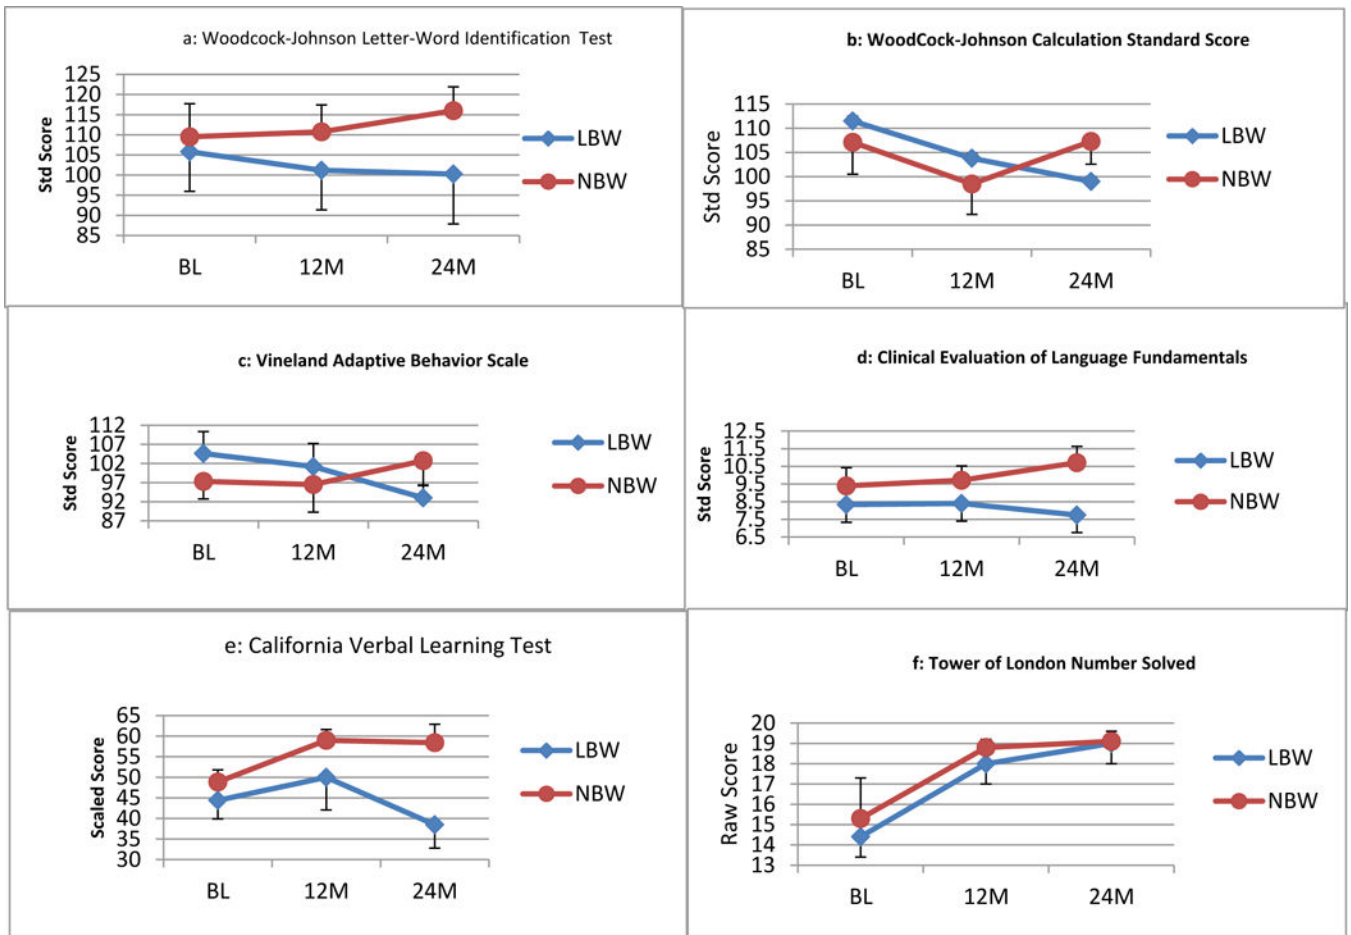 a: Woodcock-Johnson Letter-Word Identification Test
Std Score
125
120
115
110
105
100
95
90
85
BL 12M 24M
LBW
NBW
b: WoodCock-Johnson Calculation Standard Score
Std Score
115
110
105
100
95
90
85
BL 12M 24M
LBW
NBW
c: Vineland Adaptive Behavior Scale
Std Score
112
107
102
97
92
87
BL 12M 24M
LBW
NBW
d: Clinical Evaluation of Language Fundamentals
Std Score
12.5
11.5
10.5
9.5
8.5
7.5
6.5
BL 12M 24M
LBW
NBW
e: California Verbal Learning Test
Scaled Score
65
60
55
50
45
40
35
30
BL 12M 24M
LBW
NBW
f: Tower of London Number Solved
Raw Score
20
19
18
17
16
15
14
13
BL 12M 24M
LBW
NBW